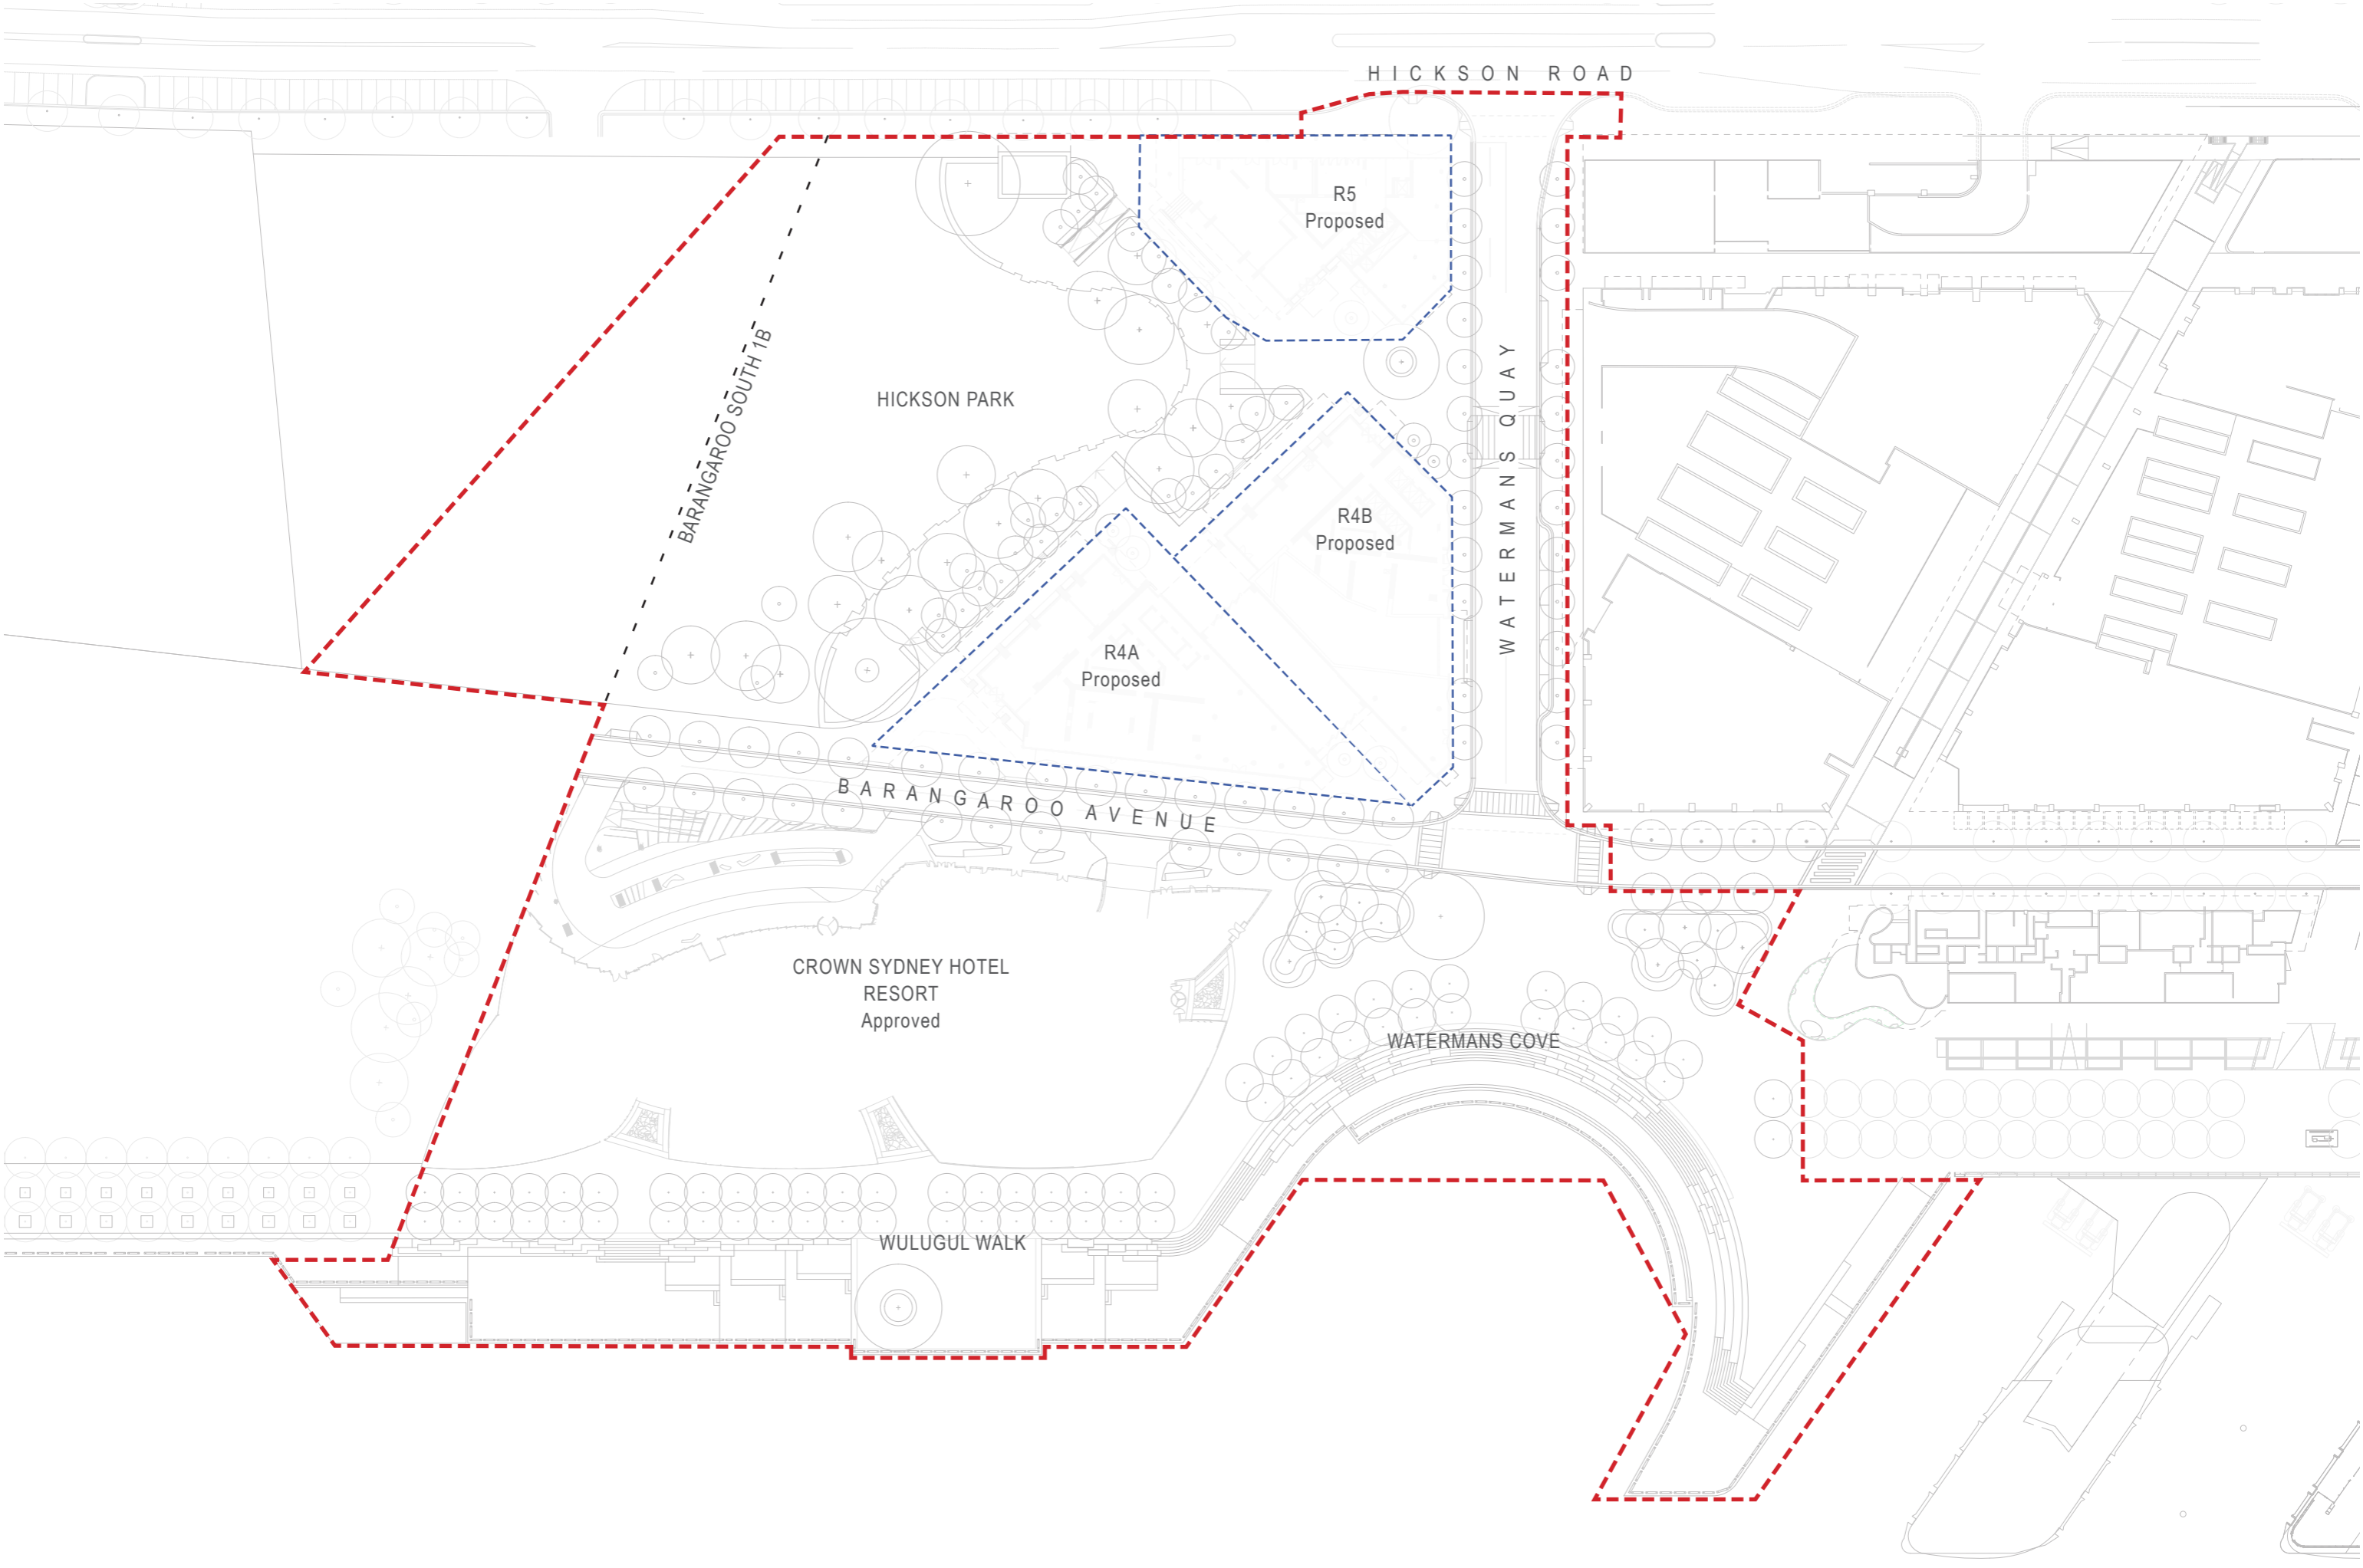 HICKSON ROAD
R5
Proposed
BARANGAROO SOUTH 1B
HICKSON PARK
WATERMANS QUAY
R4B
Proposed
R4A
Proposed
BARANGAROO AVENUE
CROWN SYDNEY HOTEL
RESORT
Approved
WATERMANS COVE
WULUGUL WALK